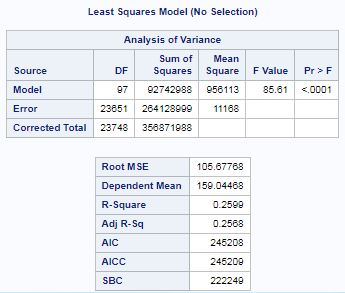 Least Squares Model (No Selection)
Analysis of Variance
Source DF Sum of Squares Mean Square F Value Pr > F
Model 97 92742988 956113 85.61 <.0001
Error 23651 264128999 11168
Corrected Total 23748 356871988
Root MSE 105.67768
Dependent Mean 159.04468
R-Square 0.2599
Adj R-Sq 0.2568
AIC 245208
AICC 245209
SBC 222249